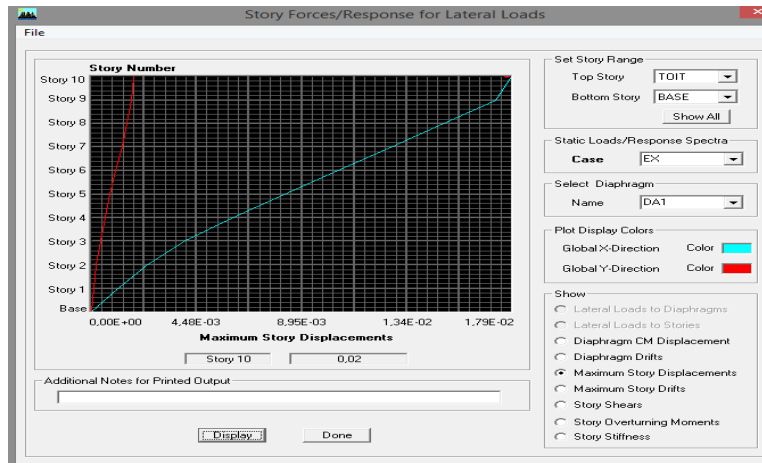 Story Forces/Response for Lateral Loads
File
Story Number
Story 10
Story 9
Story 8
Story 7
Story 6
Story 5
Story 4
Story 3
Story 2
Story 1
Base
0,00E+00 4,48E-03 8,95E-03 1,34E-02 1,79E-02
Maximum Story Displacements
Story 10 0,02
Additional Notes for Printed Output
Display Done
Set Story Range
Top Story TOIT
Bottom Story BASE
Show All
Static Loads/Response Spectra
Case EX
Select Diaphragm
Name DA1
Plot Display Colors
Global X-Direction Color
Global Y-Direction Color
Show
Lateral Loads to Diaphragms
Lateral Loads to Stories
Diaphragm CM Displacement
Diaphragm Drifts
Maximum Story Displacements
Maximum Story Drifts
Story Shears
Story Overturning Moments
Story Stiffness